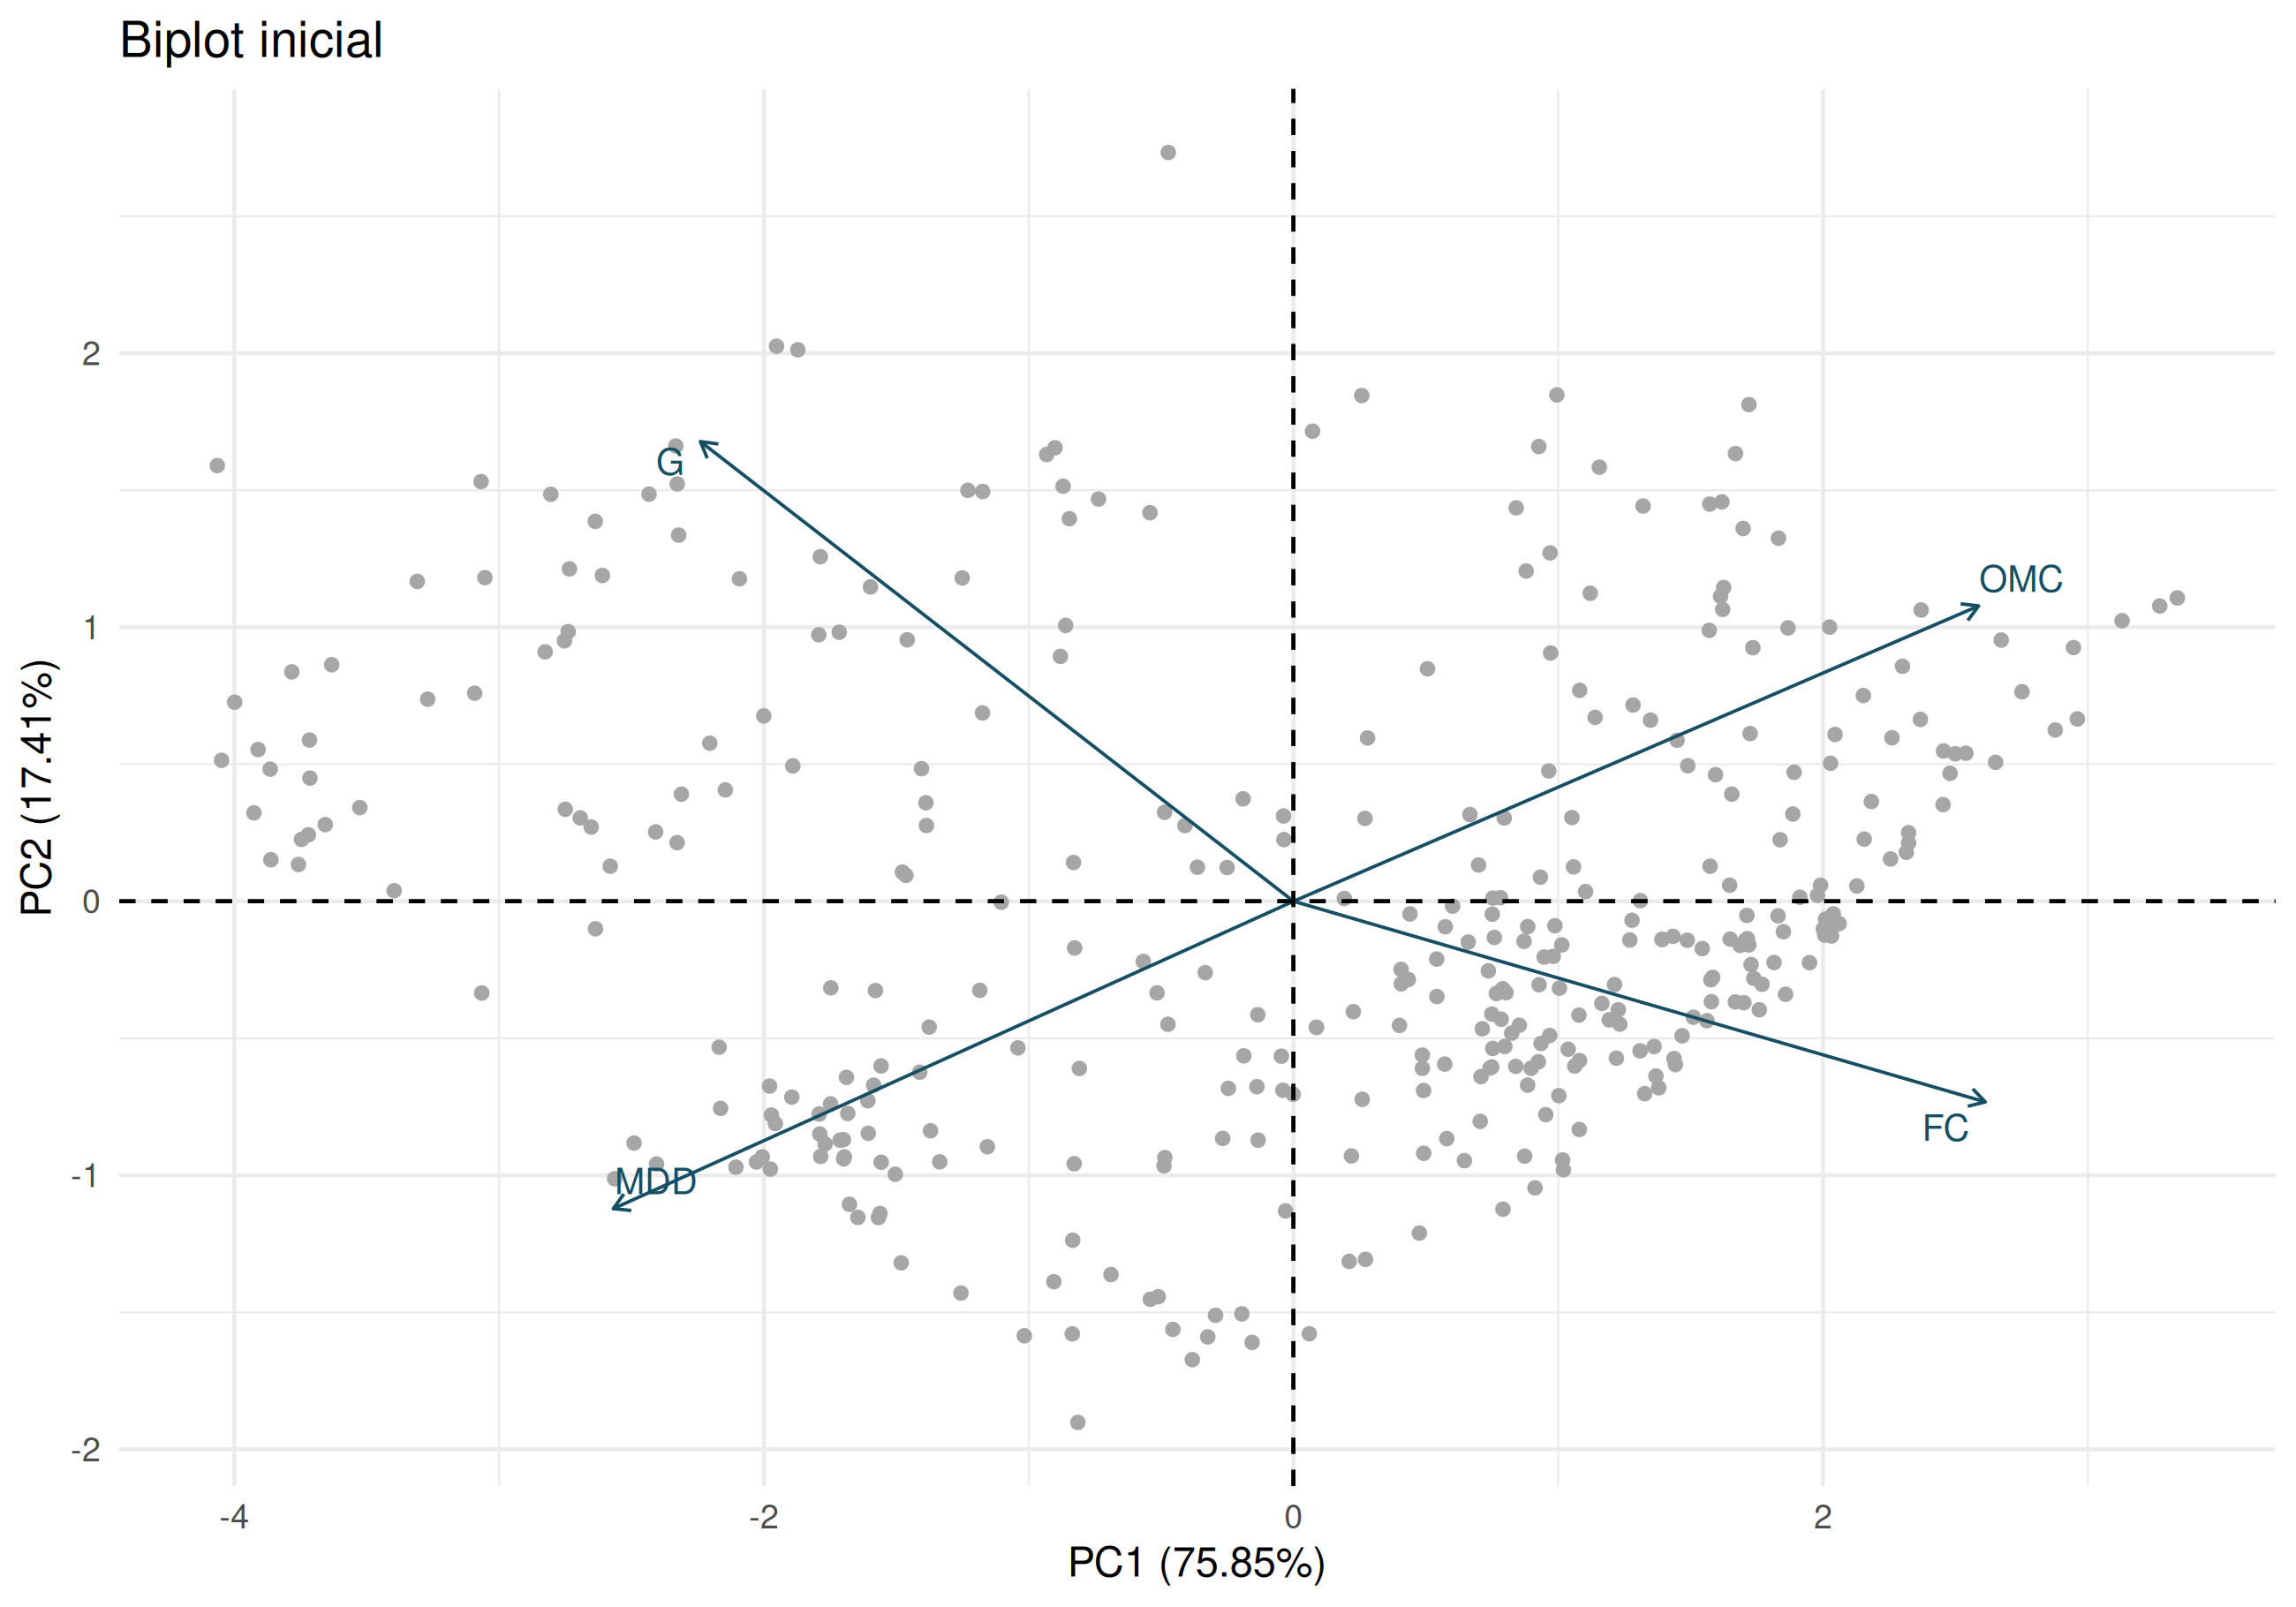 Biplot inicial
PC2 (17.41%)
2
1
0
-1
-2
G
OMC
MDD
FC
-4
-2
0
2
PC1 (75.85%)